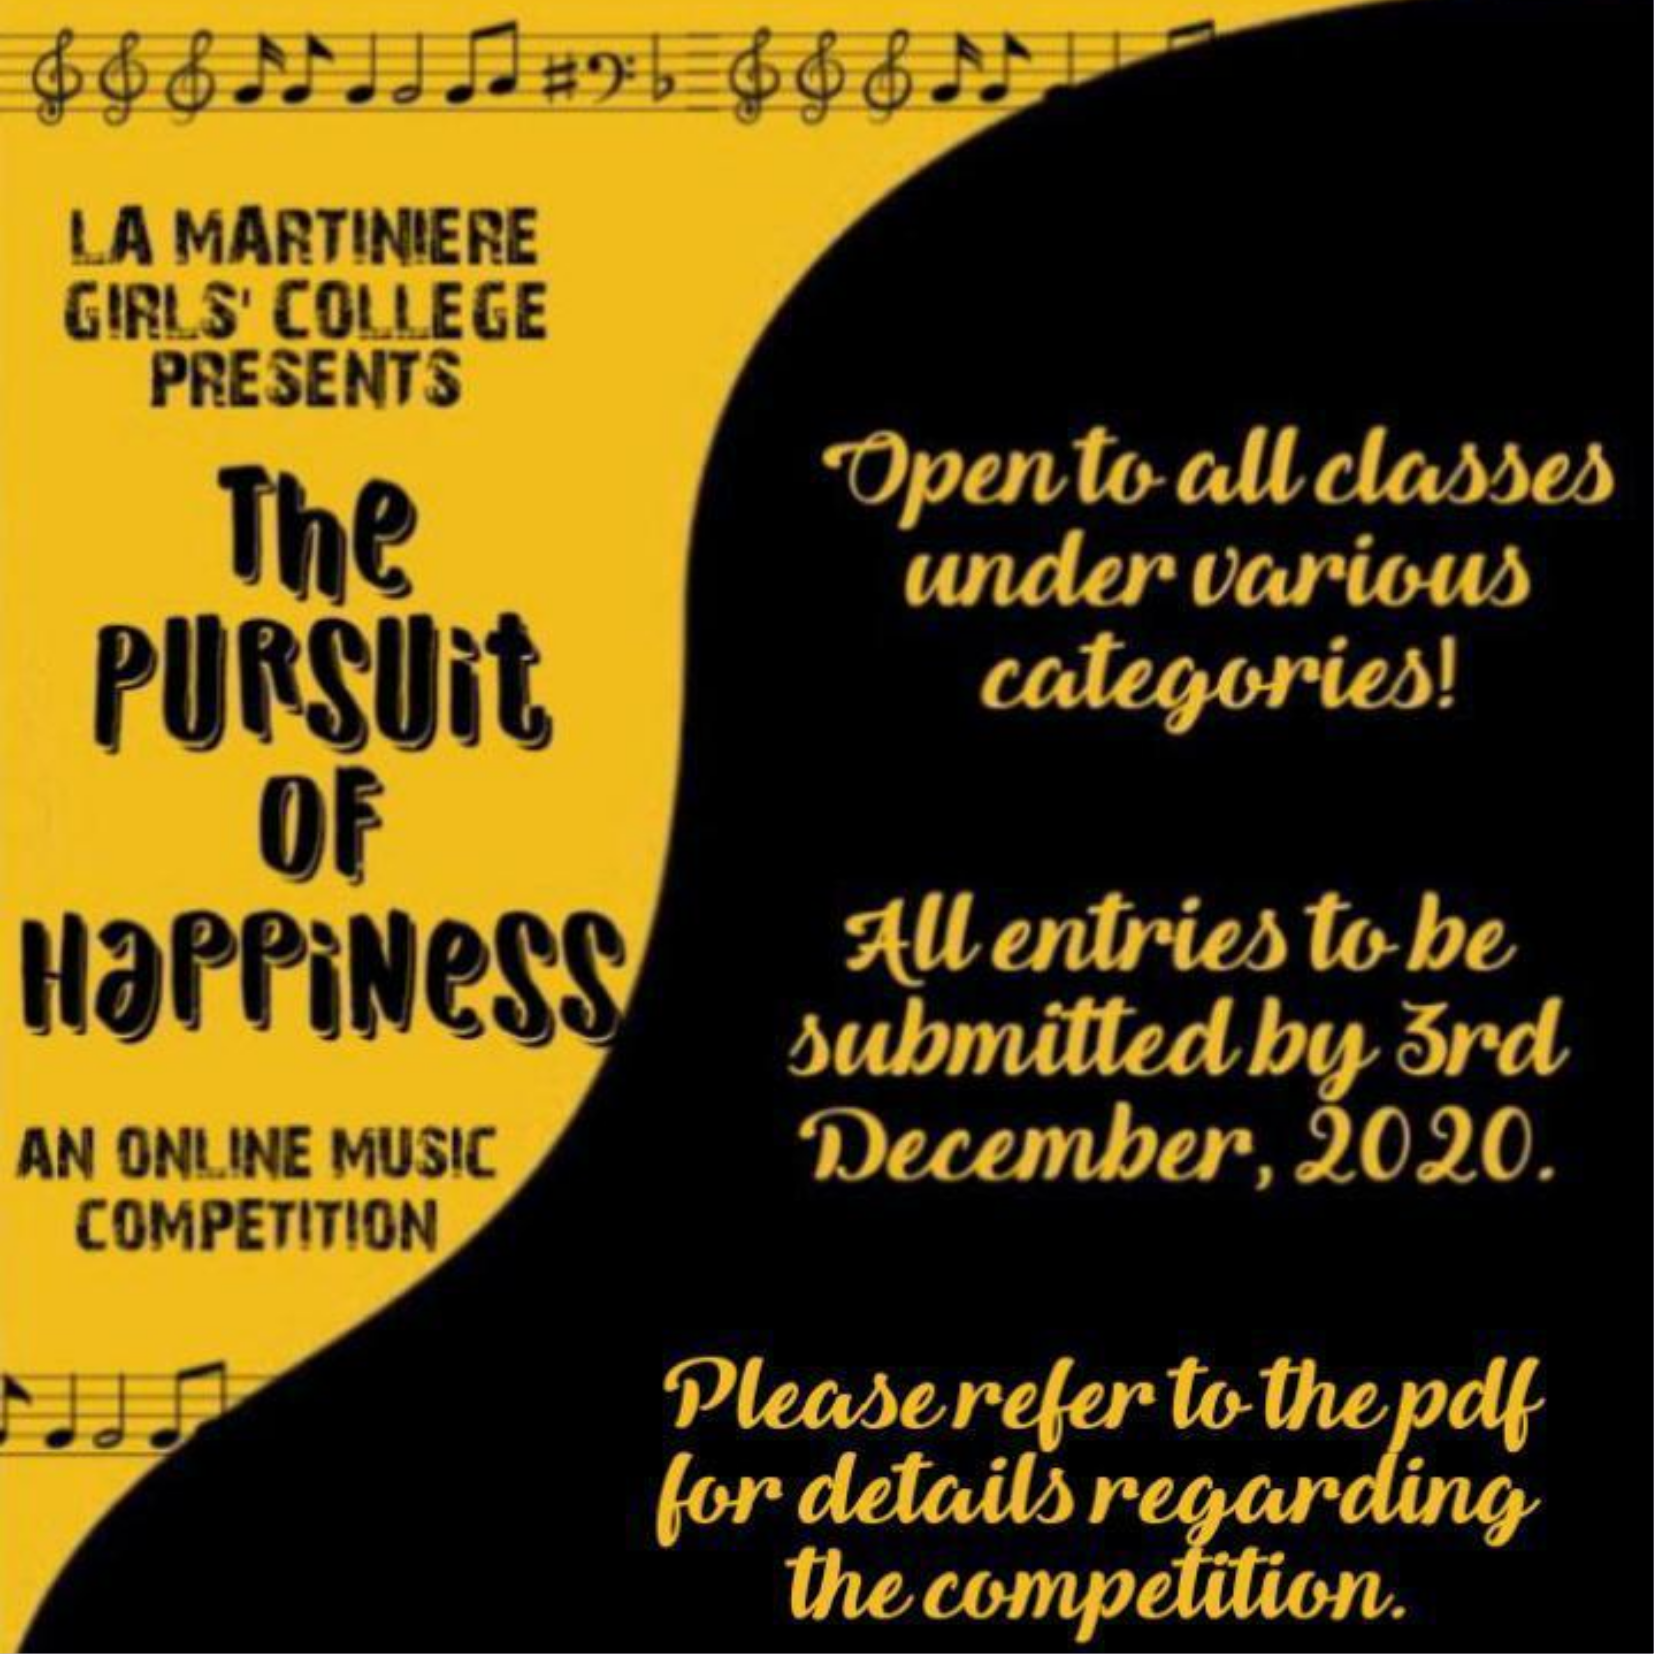 LA MARTINIERE
GIRLS' COLLEGE
PRESENTS
The
PURSUit
OF
HaPPiNeSS
AN ONLINE MUSIC
COMPETITION
Open to all classes
under various
categories!
All entries to be
submitted by 3rd
December, 2020.
Please refer to the pdf
for details regarding
the competition.